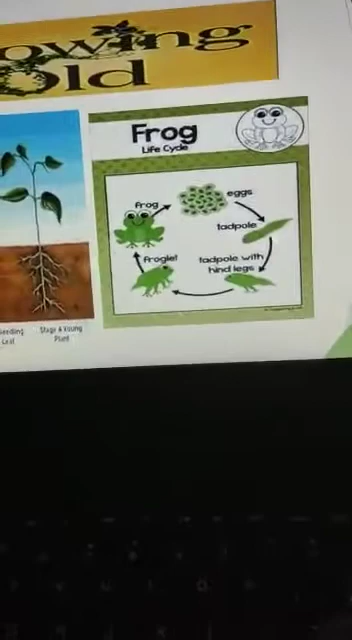 owing
Old
Frog
Life Cycle
frog
eggs
tadpole
froglet
tadpole with
hind legs
Stage 4 Young
Plant